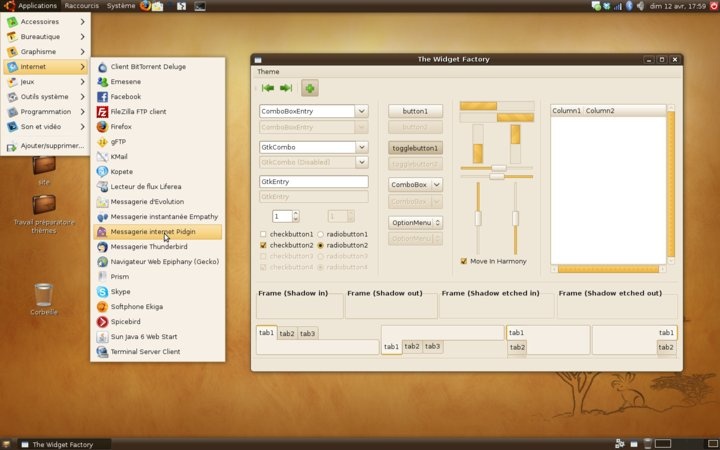 Applications Raccourcis Système
dim 12 avr, 17:59
Accessoires
Bureautique
Graphisme
Internet
Jeux
Outils système
Programmation
Son et vidéo
Ajouter/supprimer...
Client BitTorrent Deluge
Emesene
Facebook
FileZilla FTP client
Firefox
gFTP
KMail
Kopete
Lecteur de flux Liferea
Messagerie d'Evolution
Messagerie instantanée Empathy
Messagerie internet Pidgin
Messagerie Thunderbird
Navigateur Web Epiphany (Gecko)
Prism
Skype
Softphone Ekiga
Spicebird
Sun Java 6 Web Start
Terminal Server Client
site
Travail préparatoire
thèmes
Corbeille
The Widget Factory
Theme
ComboBoxEntry
ComboBoxEntry
GtkCombo
GtkCombo (Disabled)
GtkEntry
GtkEntry
1
1
checkbutton1 radiobutton1
checkbutton2 radiobutton2
checkbutton3 radiobutton3
checkbutton4 radiobutton4
button1
button2
togglebutton1
togglebutton2
ComboBox
ComboBox
OptionMenu
OptionMenu
Move In Harmony
Column1 Column2
Frame (Shadow in) Frame (Shadow out) Frame (Shadow etched in) Frame (Shadow etched out)
tab1 tab2 tab3
tab1 tab2 tab3
tab1
tab2
tab1
tab2
The Widget Factory